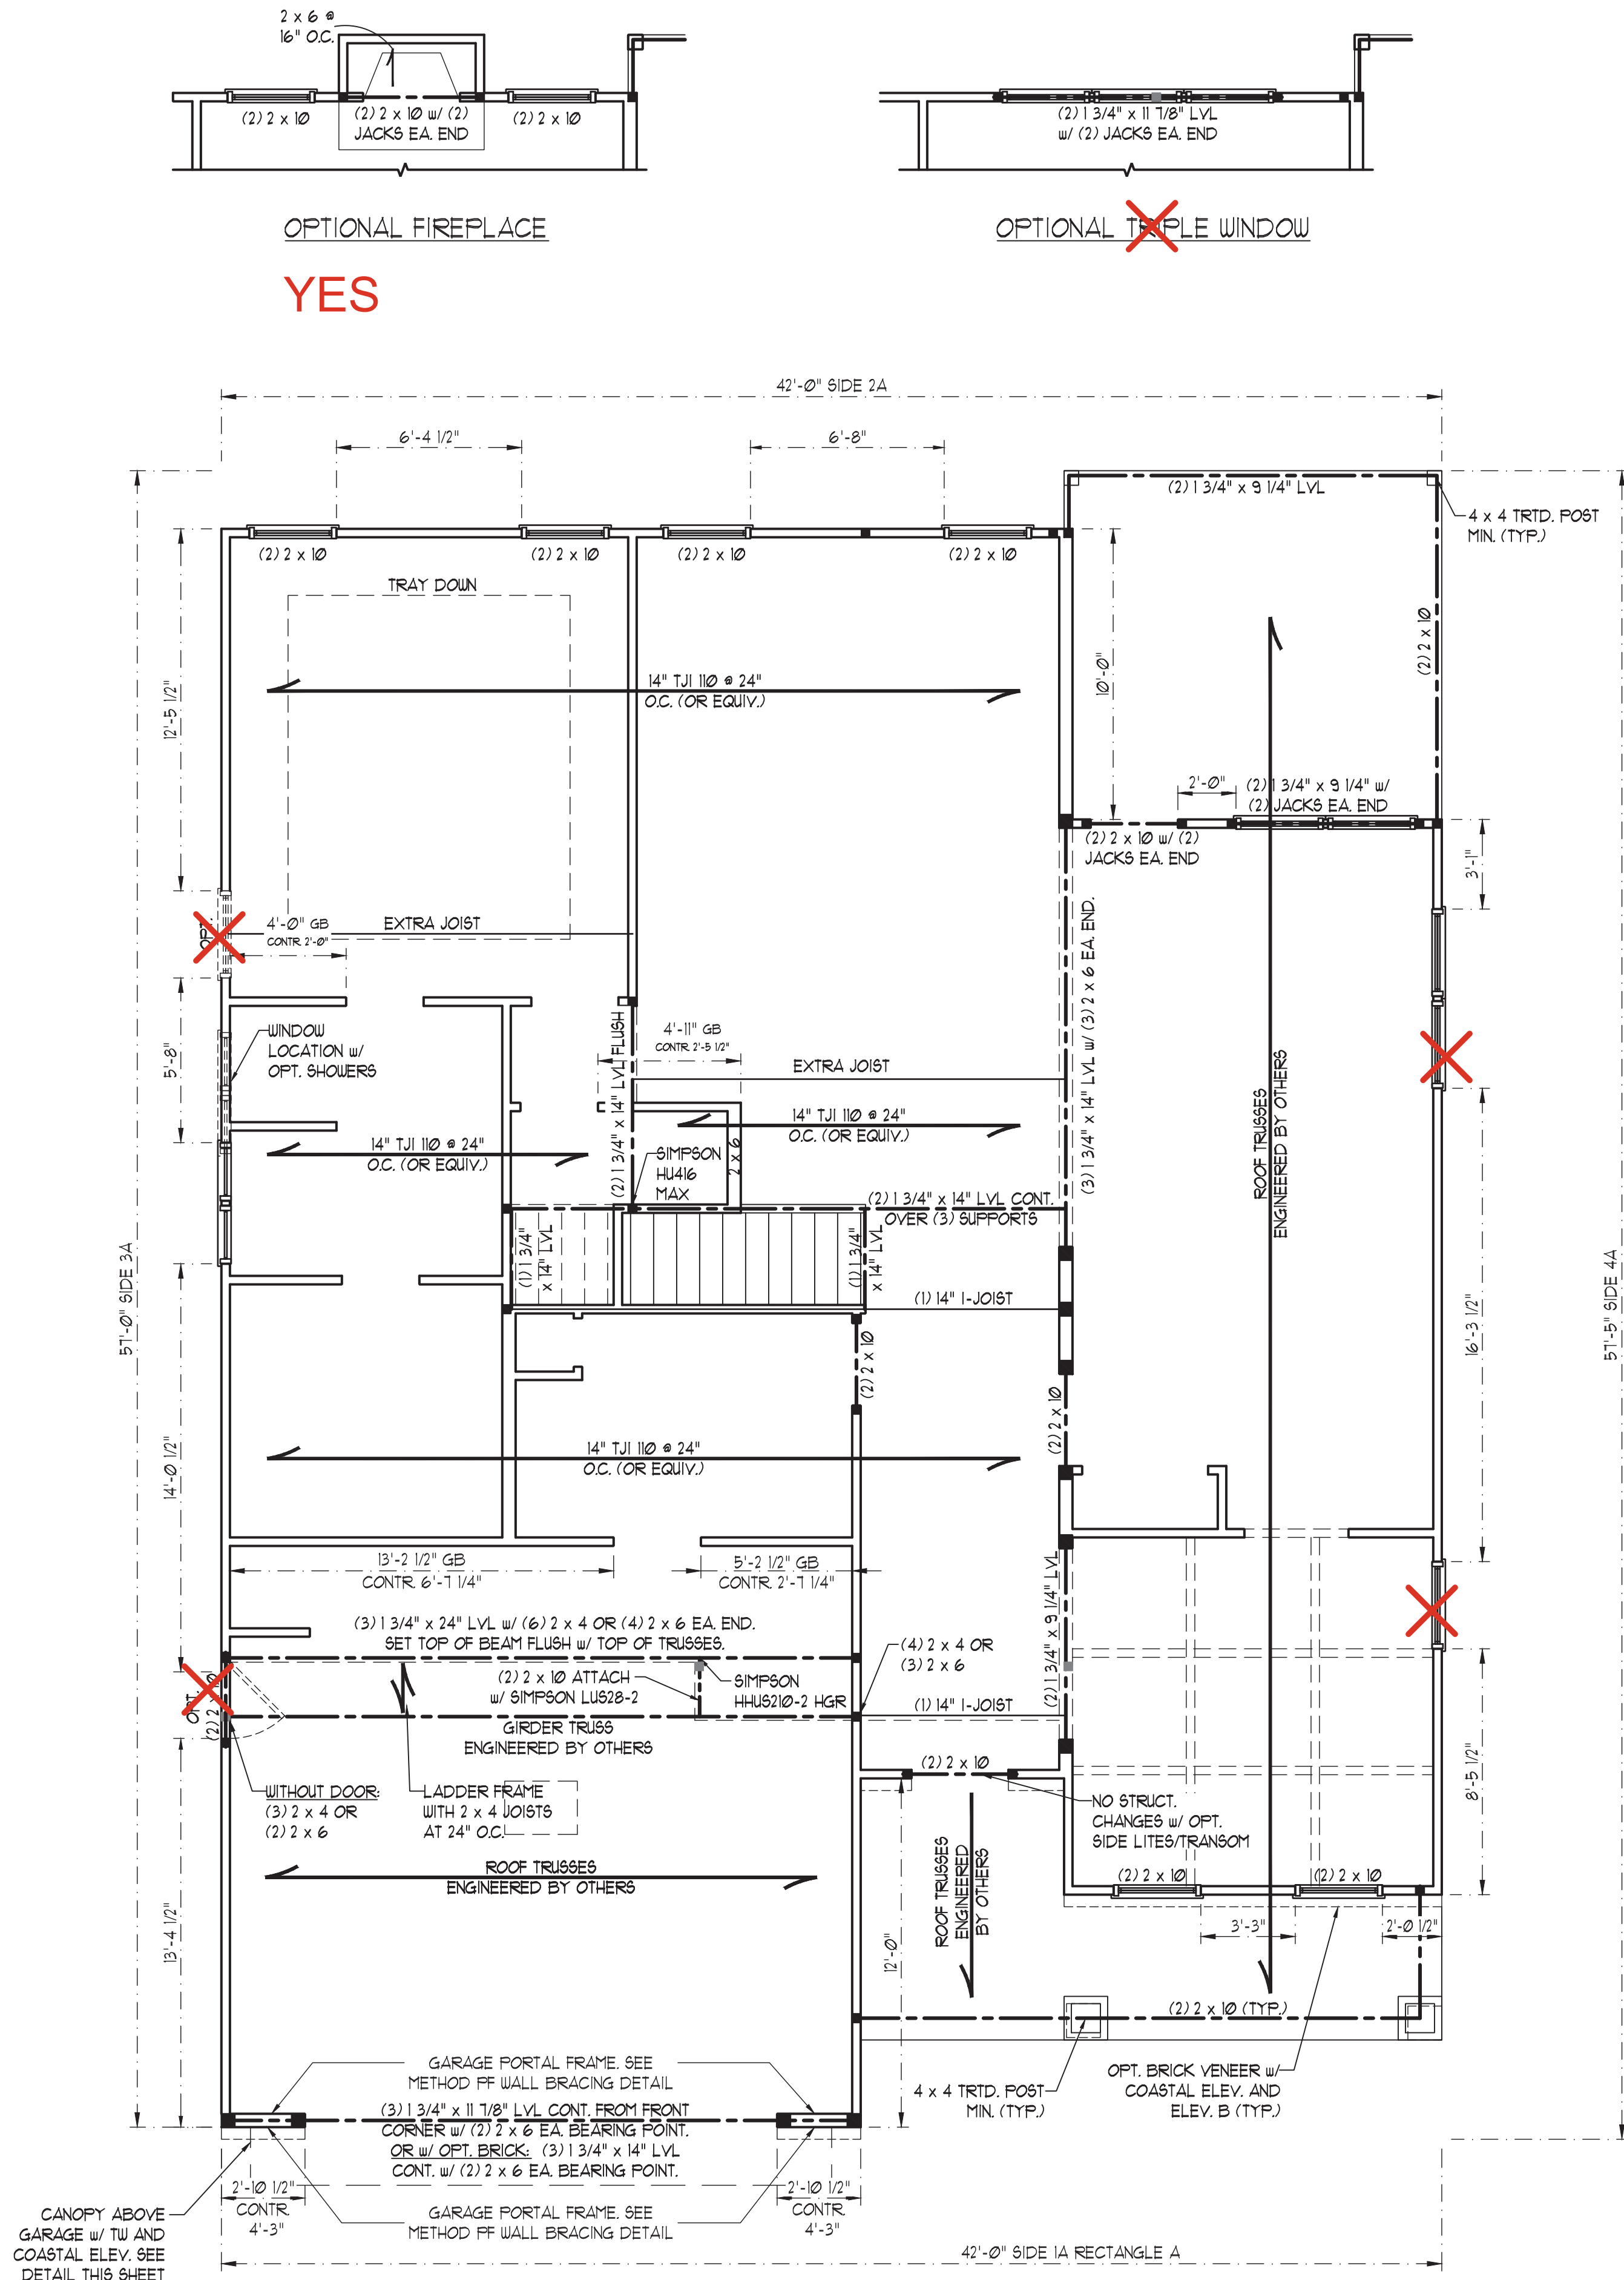 2 x 6 @
16" O.C.
(2) 2 x 10
(2) 2 x 10 w/ (2)
JACKS EA. END
(2) 2 x 10
(2) 1 3/4" x 11 7/8" LVL
w/ (2) JACKS EA. END
OPTIONAL FIREPLACE
OPTIONAL TRIPLE WINDOW
YES
42'-0" SIDE 2A
6'-4 1/2"
6'-8"
(2) 1 3/4" x 9 1/4" LVL
4 x 4 TRTD. POST
MIN. (TYP.)
(2) 2 x 10
(2) 2 x 10
(2) 2 x 10
(2) 2 x 10
TRAY DOWN
(2) 2 x 10
12'-5 1/2"
14" TJI 110 @ 24"
O.C. (OR EQUIV.)
10'-0"
2'-0"
(2) 1 3/4" x 9 1/4" w/
(2) JACKS EA. END
(2) 2 x 10 w/ (2)
JACKS EA. END
3'-1"
OPT.
4'-0" GB
CONTR. 2'-0"
EXTRA JOIST
(3) 1 3/4" x 14" LVL w/ (3) 2 x 6 EA. END.
5'-8"
WINDOW
LOCATION w/
OPT. SHOWERS
(2) 1 3/4" x 14" LVL FLUSH
4'-11" GB
CONTR. 2'-5 1/2"
EXTRA JOIST
14" TJI 110 @ 24"
O.C. (OR EQUIV.)
ROOF TRUSSES
ENGINEERED BY OTHERS
14" TJI 110 @ 24"
O.C. (OR EQUIV.)
SIMPSON
HU416
MAX
2 x 6
(2) 1 3/4" x 14" LVL CONT.
OVER (3) SUPPORTS
57'-0" SIDE 3A
(1) 1 3/4"
x 14" LVL
(1) 1 3/4"
x 14" LVL
(1) 14" I-JOIST
57'-5" SIDE 4A
16'-3 1/2"
(2) 2 x 10
(2) 2 x 10
14'-0 1/2"
14" TJI 110 @ 24"
O.C. (OR EQUIV.)
13'-2 1/2" GB
CONTR. 6'-7 1/4"
5'-2 1/2" GB
CONTR. 2'-7 1/4"
(2) 1 3/4" x 9 1/4" LVL
(3) 1 3/4" x 24" LVL w/ (6) 2 x 4 OR (4) 2 x 6 EA. END.
SET TOP OF BEAM FLUSH w/ TOP OF TRUSSES.
(4) 2 x 4 OR
(3) 2 x 6
OPT.
(2) 2 x 10
(2) 2 x 10 ATTACH
w/ SIMPSON LUS28-2
SIMPSON
HHUS210-2 HGR
(1) 14" I-JOIST
GIRDER TRUSS
ENGINEERED BY OTHERS
(2) 2 x 10
WITHOUT DOOR:
(3) 2 x 4 OR
(2) 2 x 6
LADDER FRAME
WITH 2 x 4 JOISTS
AT 24" O.C.
NO STRUCT.
CHANGES w/ OPT.
SIDE LITES/TRANSOM
8'-5 1/2"
ROOF TRUSSES
ENGINEERED BY OTHERS
ROOF TRUSSES
ENGINEERED
BY OTHERS
(2) 2 x 10
(2) 2 x 10
3'-3"
2'-0 1/2"
13'-4 1/2"
12'-0"
(2) 2 x 10 (TYP.)
GARAGE PORTAL FRAME. SEE
METHOD PF WALL BRACING DETAIL
4 x 4 TRTD. POST
MIN. (TYP.)
OPT. BRICK VENEER w/
COASTAL ELEV. AND
ELEV. B (TYP.)
(3) 1 3/4" x 11 7/8" LVL CONT. FROM FRONT
CORNER w/ (2) 2 x 6 EA. BEARING POINT.
OR w/ OPT. BRICK: (3) 1 3/4" x 14" LVL
CONT. w/ (2) 2 x 6 EA. BEARING POINT.
2'-10 1/2"
CONTR.
4'-3"
GARAGE PORTAL FRAME. SEE
METHOD PF WALL BRACING DETAIL
2'-10 1/2"
CONTR.
4'-3"
CANOPY ABOVE
GARAGE w/ TW AND
COASTAL ELEV. SEE
DETAIL THIS SHEET
42'-0" SIDE 1A RECTANGLE A